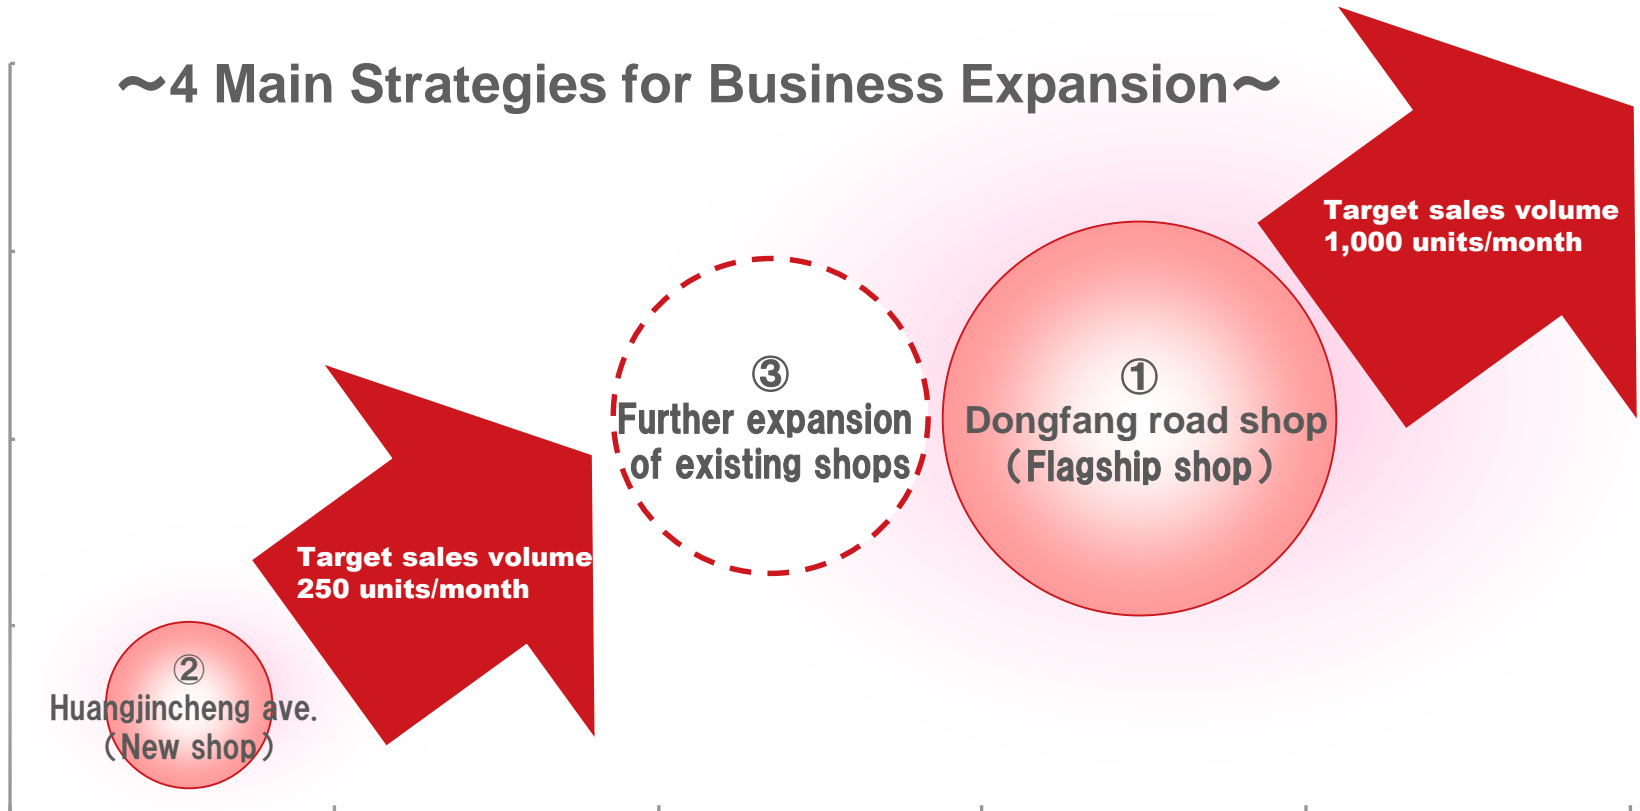 ～4 Main Strategies for Business Expansion～
Target sales volume
1,000 units/month
③
Further expansion
of existing shops
①
Dongfang road shop
（Flagship shop）
Target sales volume
250 units/month
②
Huangjincheng ave.
（New shop）